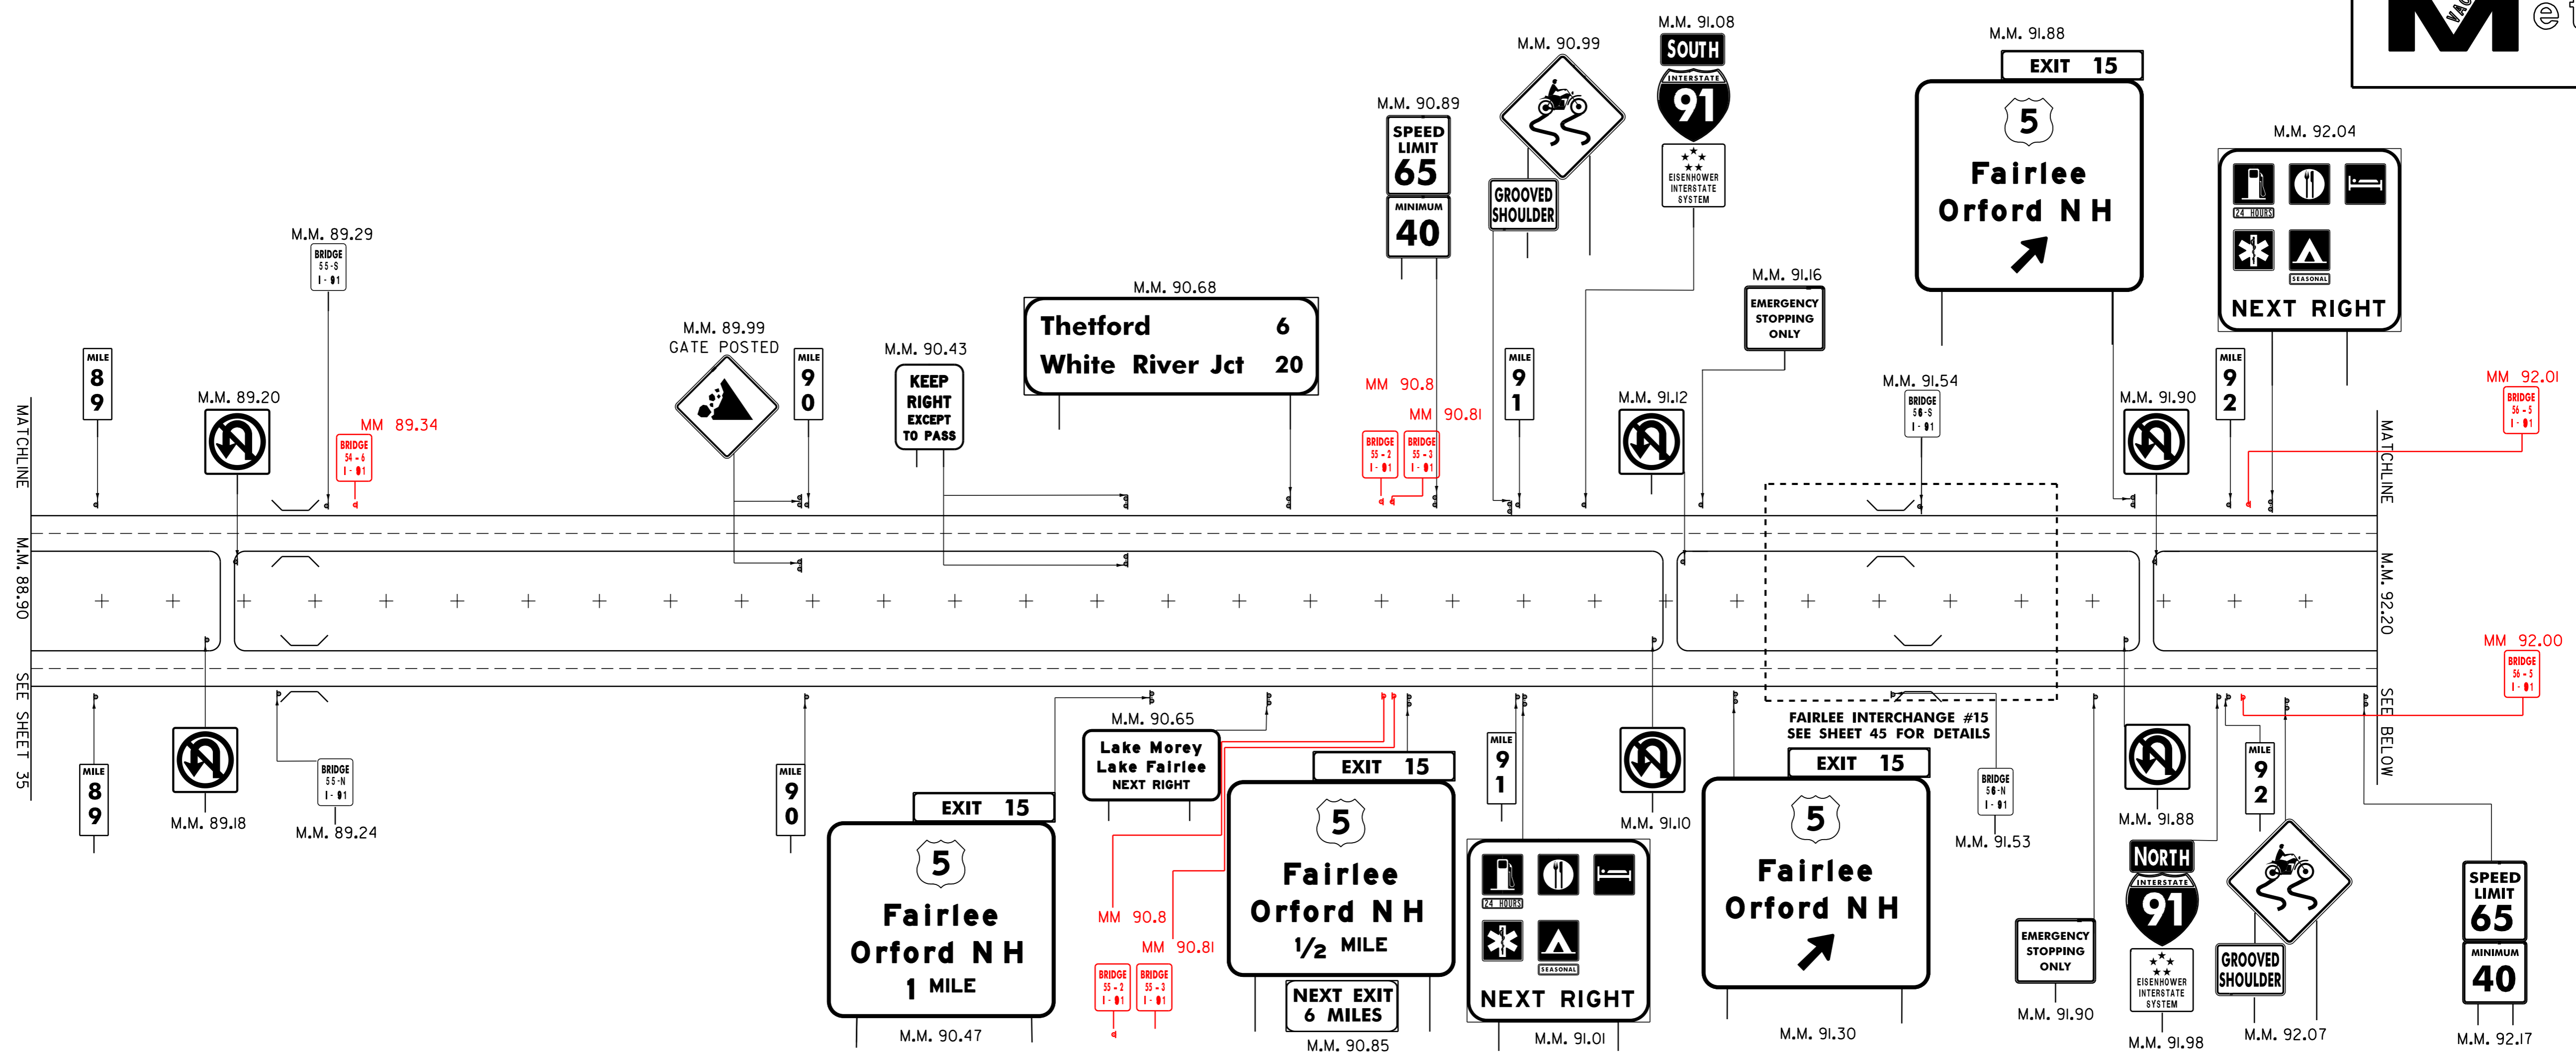 M.M. 91.08
SOUTH
INTERSTATE
91
EISENHOWER
INTERSTATE
SYSTEM
M.M. 90.99
GROOVED
SHOULDER
M.M. 90.89
SPEED
LIMIT
65
MINIMUM
40
M.M. 91.88
EXIT 15
5
Fairlee
Orford NH
M.M. 92.04
24 HOURS
SEASONAL
NEXT RIGHT
M.M. 89.29
BRIDGE
55-S
I-91
M.M. 91.16
EMERGENCY
STOPPING
ONLY
M.M. 90.68
Thetford 6
White River Jct 20
M.M. 89.99
GATE POSTED
MILE
9
0
M.M. 90.43
KEEP
RIGHT
EXCEPT
TO PASS
MILE
8
9
M.M. 89.20
MM 89.34
BRIDGE
54-6
I-91
MM 90.8
BRIDGE
55-2
I-91
MM 90.81
BRIDGE
55-3
I-91
MILE
9
1
M.M. 91.12
M.M. 91.54
BRIDGE
56-S
I-91
M.M. 91.90
MILE
9
2
MM 92.01
BRIDGE
56-5
I-91
MATCHLINE
M.M. 88.90
SEE SHEET 35
MATCHLINE
M.M. 92.20
SEE BELOW
MM 92.00
BRIDGE
56-5
I-91
MILE
8
9
M.M. 89.18
BRIDGE
55-N
I-91
M.M. 89.24
MILE
9
0
EXIT 15
5
Fairlee
Orford NH
1 MILE
M.M. 90.47
M.M. 90.65
Lake Morey
Lake Fairlee
NEXT RIGHT
MM 90.8
BRIDGE
55-2
I-91
MM 90.81
BRIDGE
55-3
I-91
EXIT 15
5
Fairlee
Orford NH
1/2 MILE
NEXT EXIT
6 MILES
M.M. 90.85
MILE
9
1
24 HOURS
SEASONAL
NEXT RIGHT
M.M. 91.01
M.M. 91.10
FAIRLEE INTERCHANGE #15
SEE SHEET 45 FOR DETAILS
EXIT 15
5
Fairlee
Orford NH
M.M. 91.30
BRIDGE
56-N
I-91
M.M. 91.53
EMERGENCY
STOPPING
ONLY
M.M. 91.90
M.M. 91.88
NORTH
INTERSTATE
91
EISENHOWER
INTERSTATE
SYSTEM
M.M. 91.98
MILE
9
2
GROOVED
SHOULDER
M.M. 92.07
SPEED
LIMIT
65
MINIMUM
40
M.M. 92.17